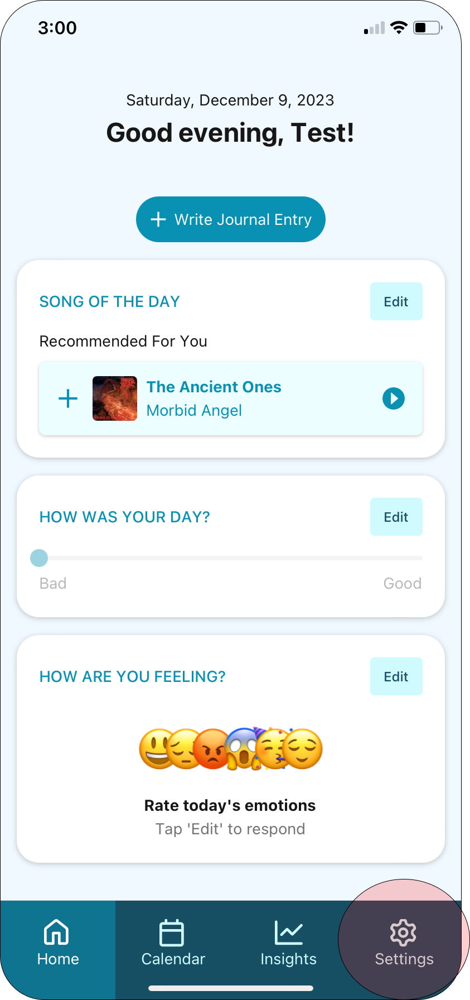 3:00
Saturday, December 9, 2023
Good evening, Test!
Write Journal Entry
SONG OF THE DAY
Edit
Recommended For You
The Ancient Ones
Morbid Angel
HOW WAS YOUR DAY?
Edit
Bad
Good
HOW ARE YOU FEELING?
Edit
Rate today's emotions
Tap 'Edit' to respond
Home
Calendar
Insights
Settings